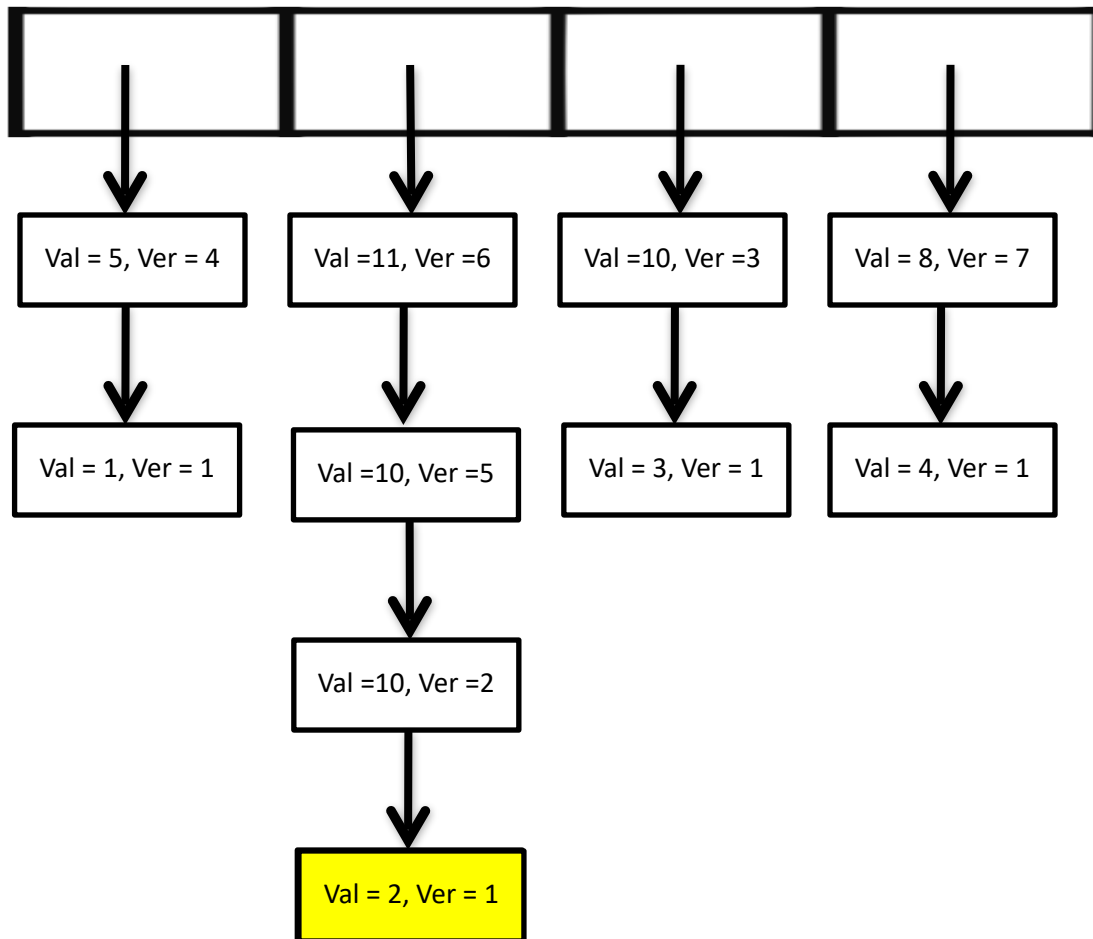 Val = 5, Ver = 4
Val =11, Ver =6
Val =10, Ver =3
Val = 8, Ver = 7
Val = 1, Ver = 1
Val =10, Ver =5
Val = 3, Ver = 1
Val = 4, Ver = 1
Val =10, Ver =2
Val = 2, Ver = 1